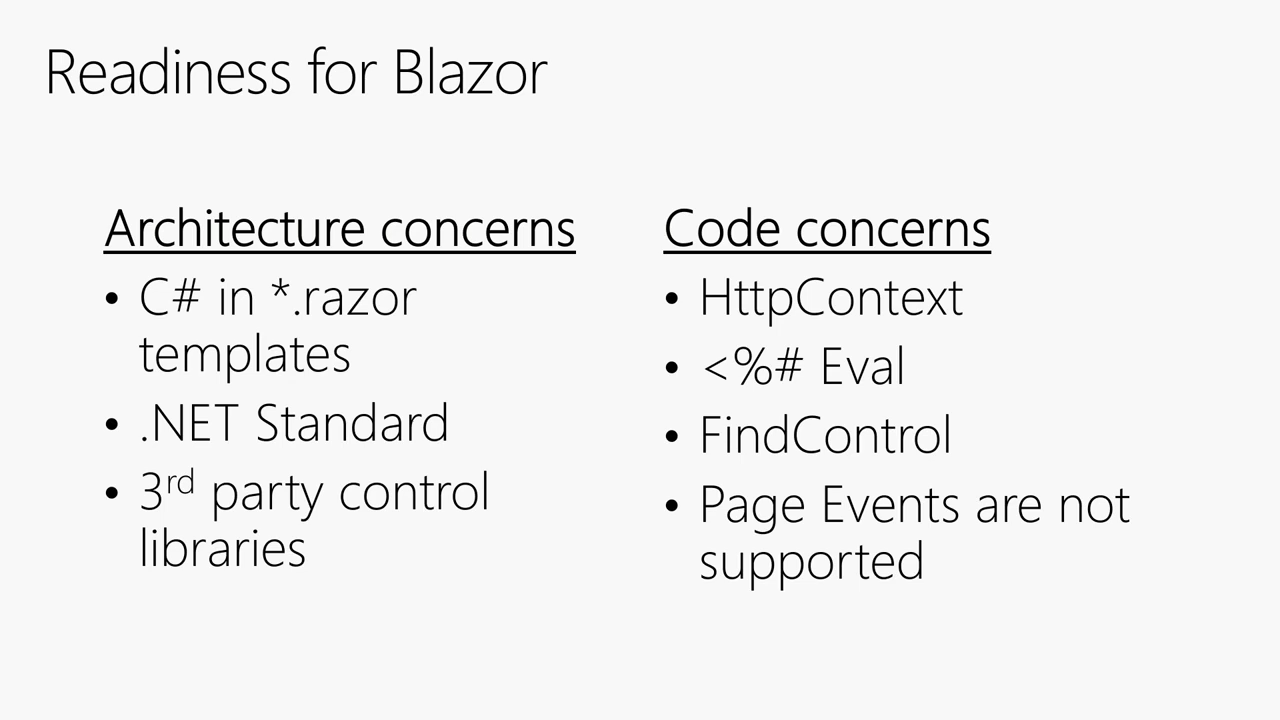 Readiness for Blazor
Architecture concerns
• C# in *.razor
templates
• .NET Standard
• 3rd party control
libraries
Code concerns
• HttpContext
• <%# Eval
• FindControl
• Page Events are not
supported